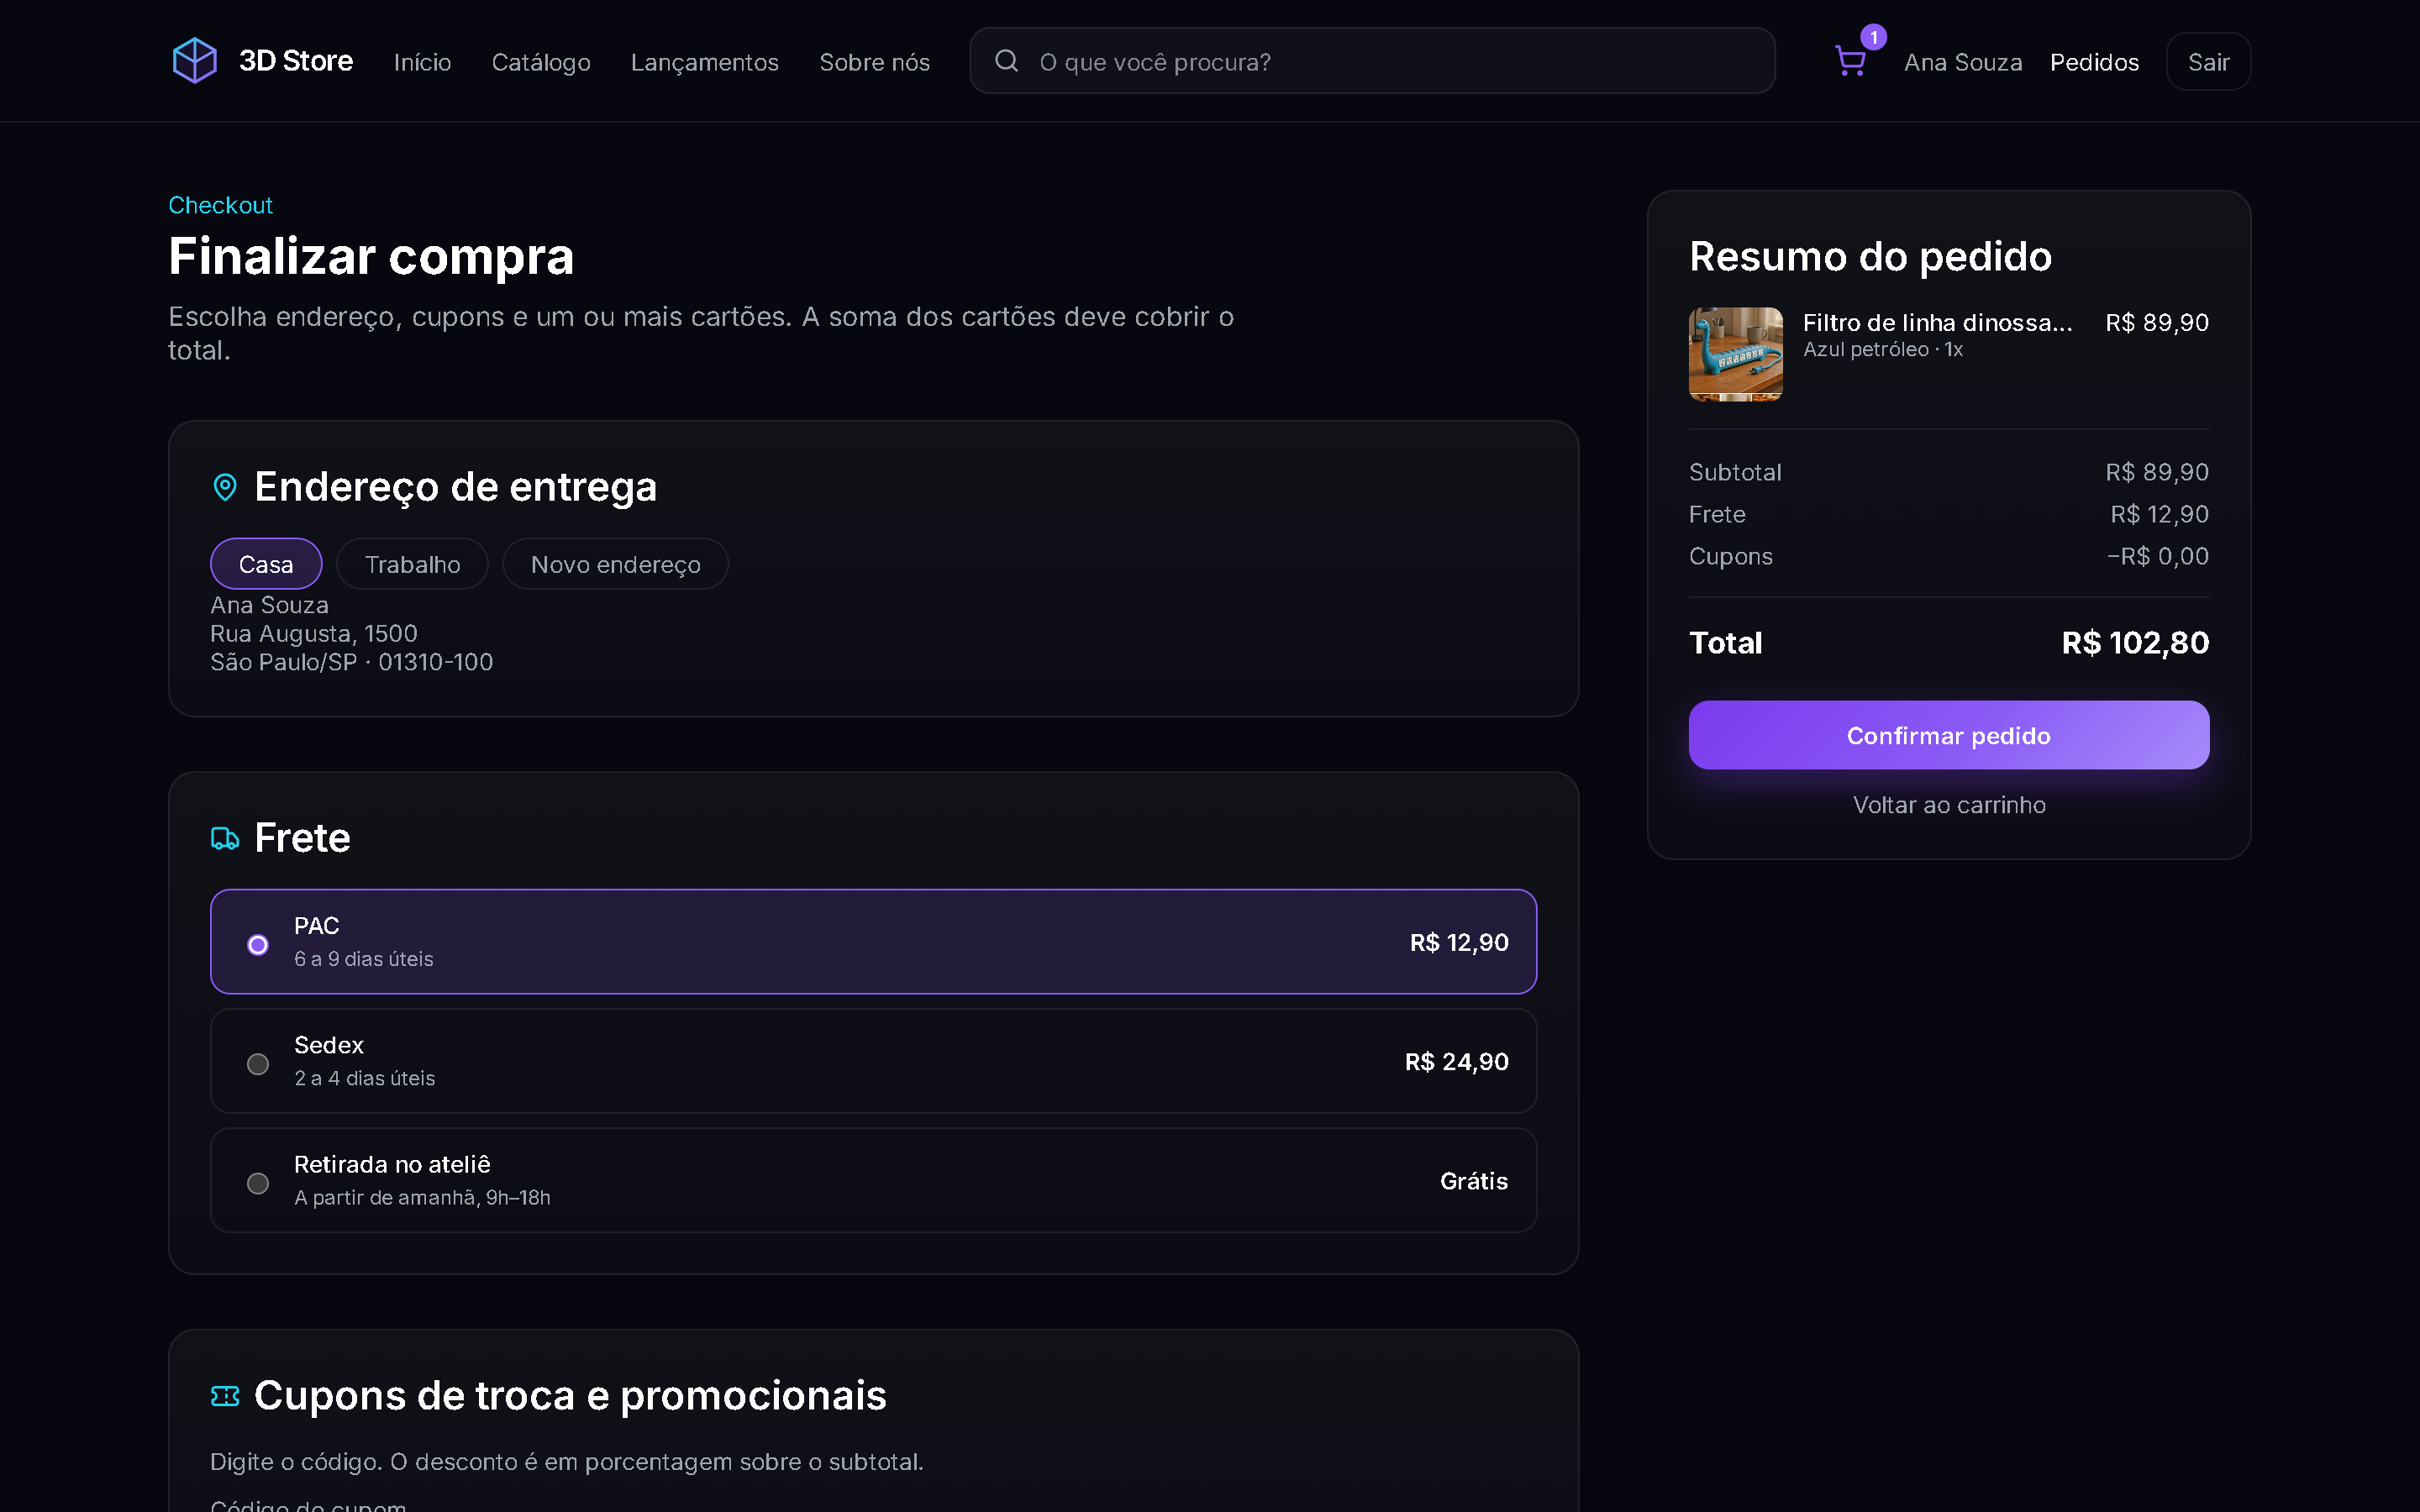 3D Store
Início
Catálogo
Lançamentos
Sobre nós
O que você procura?
1
Ana Souza
Pedidos
Sair
Checkout
Finalizar compra
Escolha endereço, cupons e um ou mais cartões. A soma dos cartões deve cobrir o
total.
Endereço de entrega
Casa
Trabalho
Novo endereço
Ana Souza
Rua Augusta, 1500
São Paulo/SP · 01310-100
Frete
PAC
6 a 9 dias úteis
R$ 12,90
Sedex
2 a 4 dias úteis
R$ 24,90
Retirada no ateliê
A partir de amanhã, 9h–18h
Grátis
Cupons de troca e promocionais
Digite o código. O desconto é em porcentagem sobre o subtotal.
Código do cupom
Resumo do pedido
Filtro de linha dinossa...
R$ 89,90
Azul petróleo · 1x
Subtotal
R$ 89,90
Frete
R$ 12,90
Cupons
−R$ 0,00
Total
R$ 102,80
Confirmar pedido
Voltar ao carrinho